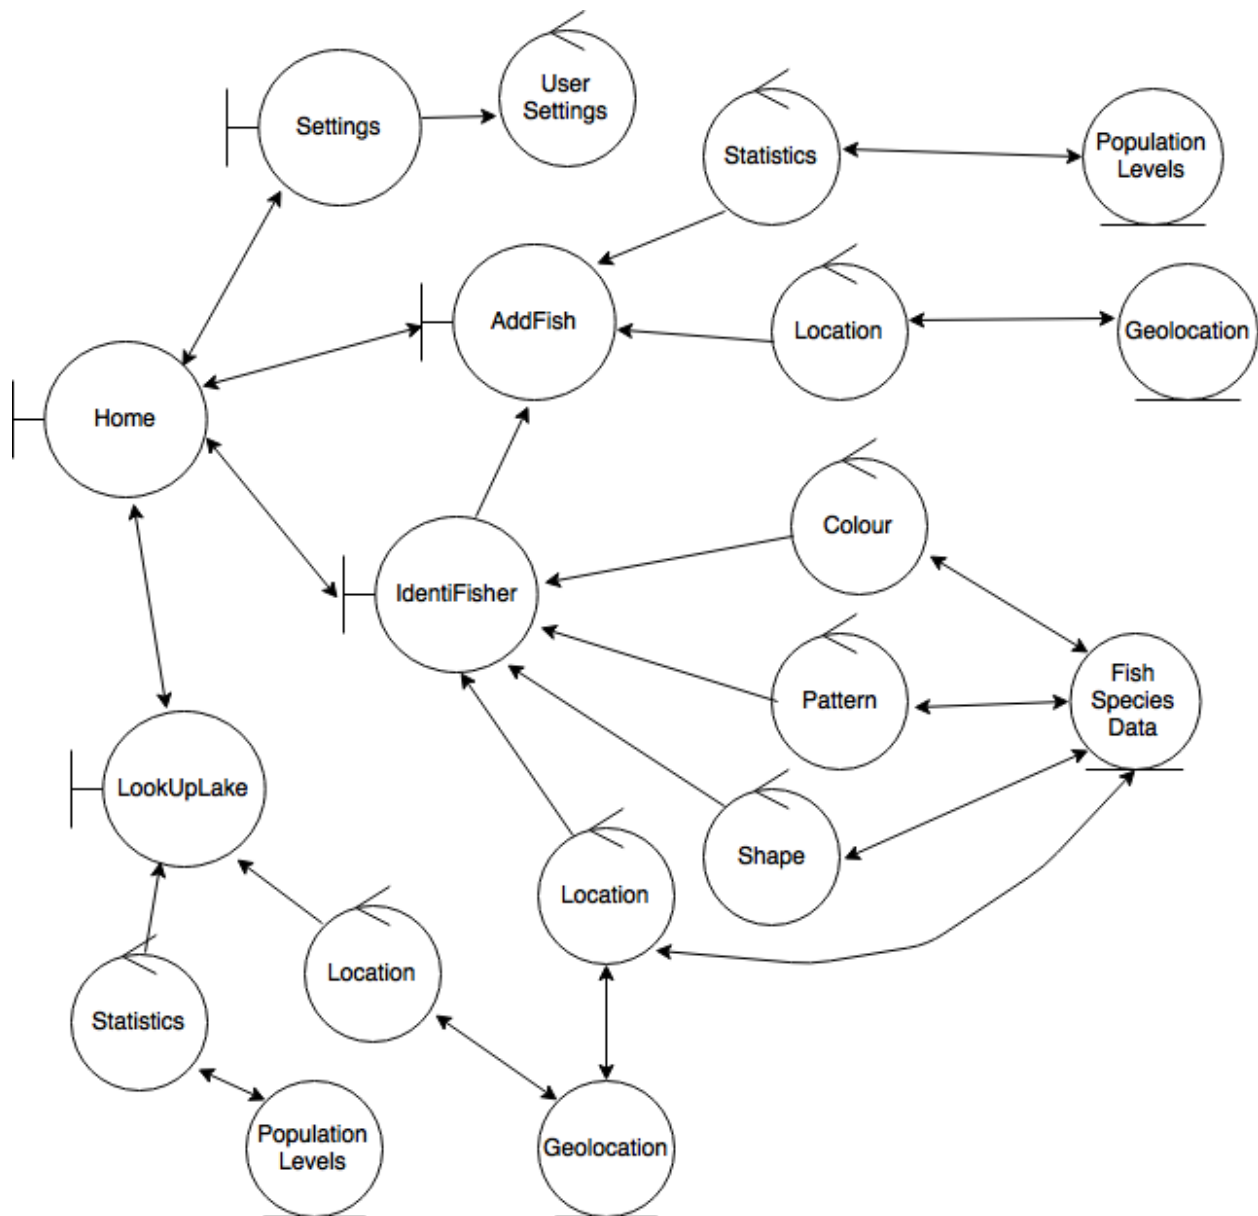 User
Settings
Settings
Statistics
Population
Levels
AddFish
Location
Geolocation
Home
Colour
IdentiFisher
Pattern
Fish
Species
Data
LookUpLake
Shape
Location
Location
Statistics
Population
Levels
Geolocation